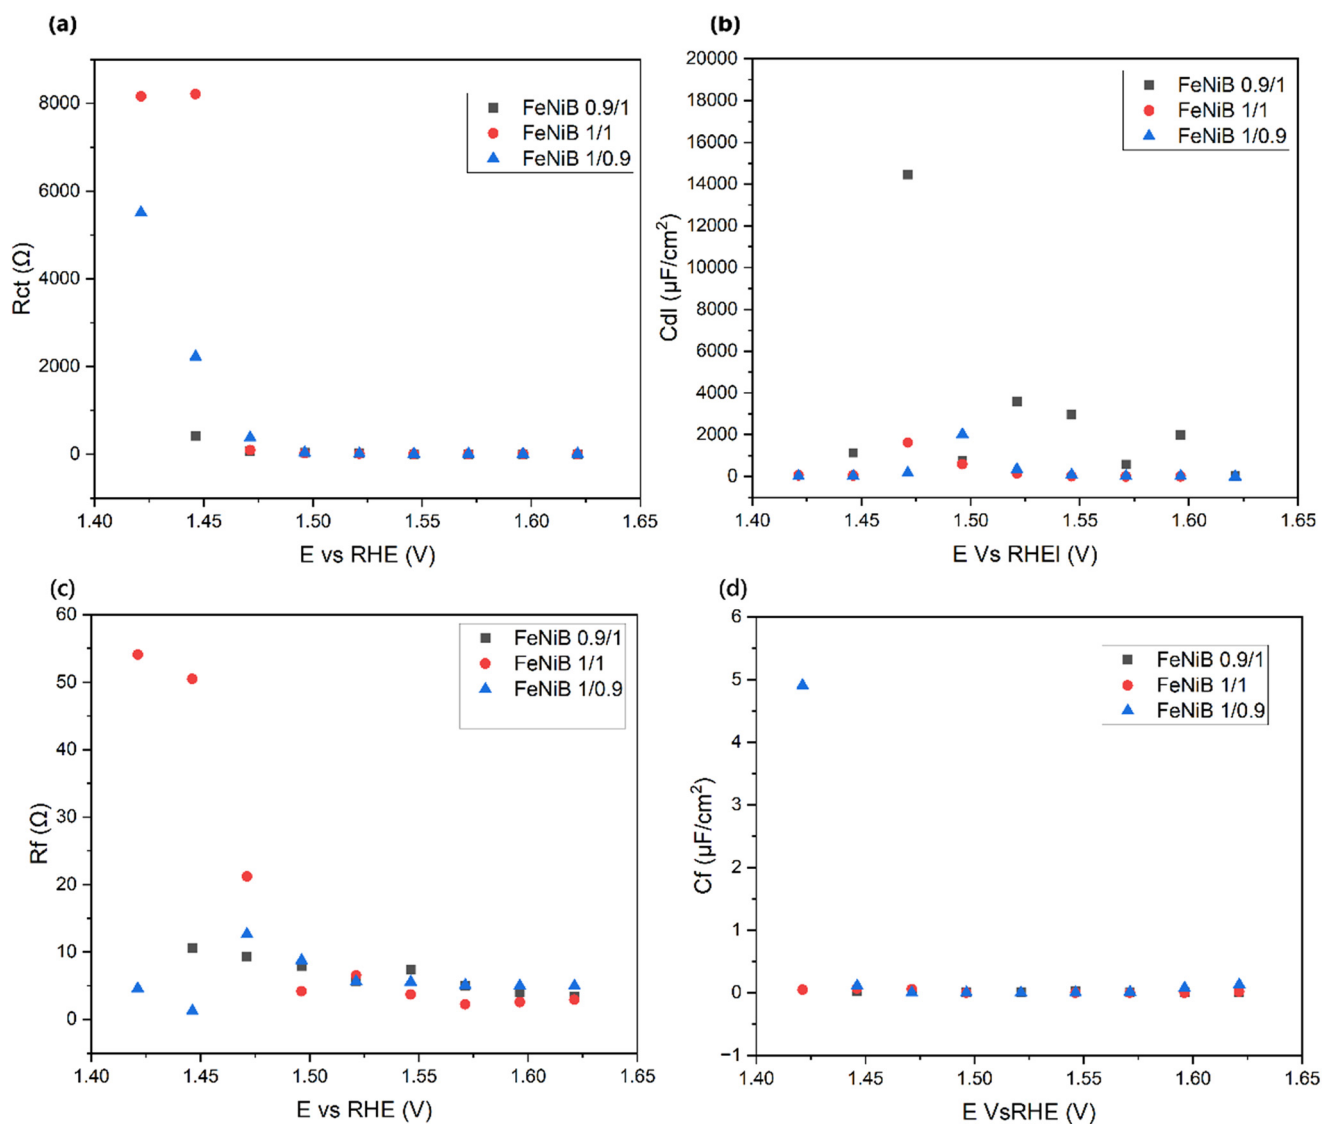 (a)
8000
6000
4000
2000
0
Rct (Ω)
1.40
1.45
1.50
1.55
1.60
1.65
E vs RHE (V)
FeNiB 0.9/1
FeNiB 1/1
FeNiB 1/0.9
(b)
20000
18000
16000
14000
12000
10000
8000
6000
4000
2000
0
Cdl (μF/cm²)
1.40
1.45
1.50
1.55
1.60
1.65
E Vs RHEI (V)
FeNiB 0.9/1
FeNiB 1/1
FeNiB 1/0.9
(c)
60
50
40
30
20
10
0
Rf (Ω)
1.40
1.45
1.50
1.55
1.60
1.65
E vs RHE (V)
FeNiB 0.9/1
FeNiB 1/1
FeNiB 1/0.9
(d)
6
5
4
3
2
1
0
−1
Cf (μF/cm²)
1.40
1.45
1.50
1.55
1.60
1.65
E VsRHE (V)
FeNiB 0.9/1
FeNiB 1/1
FeNiB 1/0.9